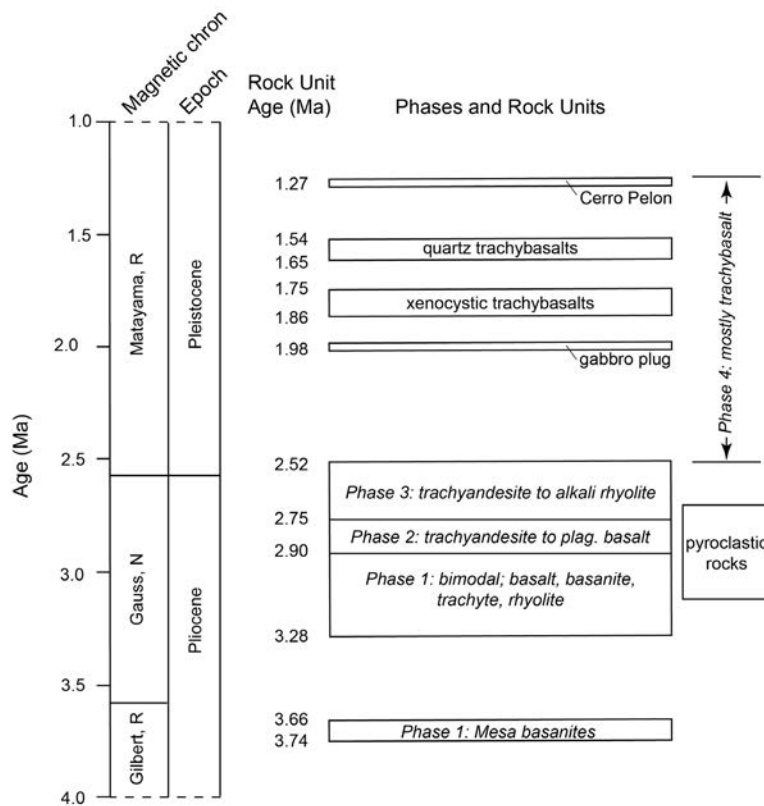 Magnetic chron
Epoch
Rock Unit
Age (Ma)
Phases and Rock Units
Age (Ma)
1.0
1.5
2.0
2.5
3.0
3.5
4.0
Matayama, R
Gauss, N
Gilbert, R
Pleistocene
Pliocene
1.27
Cerro Pelon
1.54
quartz trachybasalts
1.65
1.75
xenocystic trachybasalts
1.86
1.98
gabbro plug
2.52
Phase 3: trachyandesite to alkali rhyolite
2.75
Phase 2: trachyandesite to plag. basalt
2.90
Phase 1: bimodal; basalt, basanite,
trachyte, rhyolite
3.28
3.66
Phase 1: Mesa basanites
3.74
Phase 4: mostly trachybasalt
pyroclastic
rocks